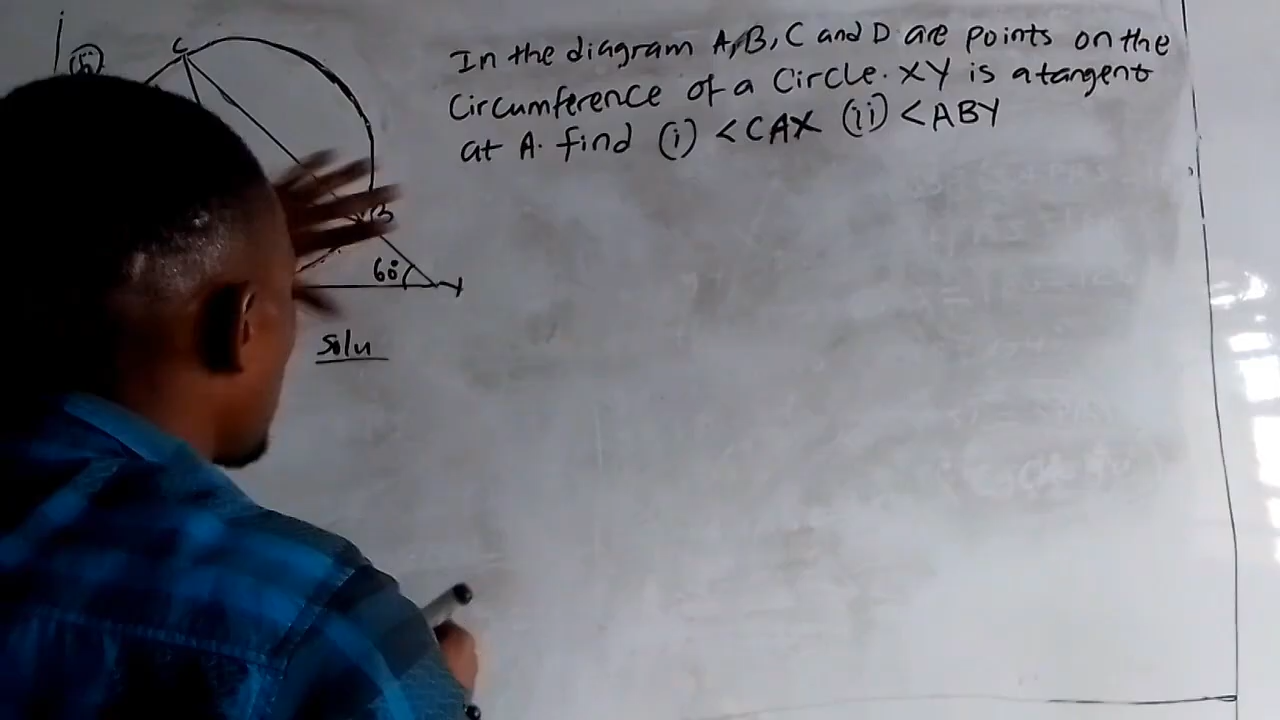 In the diagram A, B, C and D are points on the
Circumference of a Circle. XY is a tangent
at A. find (i) <CAX (ii) <ABY
C
B
60°
Y
Solu